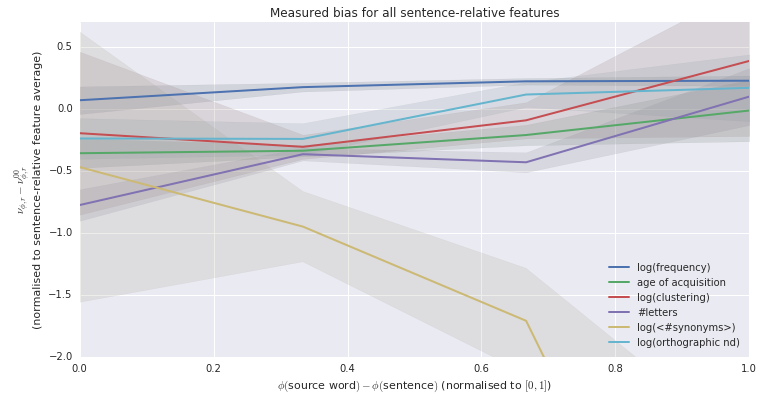 Measured bias for all sentence-relative features
ν_{φ,r} − ν^{00}_{φ,r}
(normalised to sentence-relative feature average)
0.5
0.0
−0.5
−1.0
−1.5
−2.0
log(frequency)
age of acquisition
log(clustering)
#letters
log(<#synonyms>)
log(orthographic nd)
0.0 0.2 0.4 0.6 0.8 1.0
ϕ(source word) − ϕ(sentence) (normalised to [0, 1])